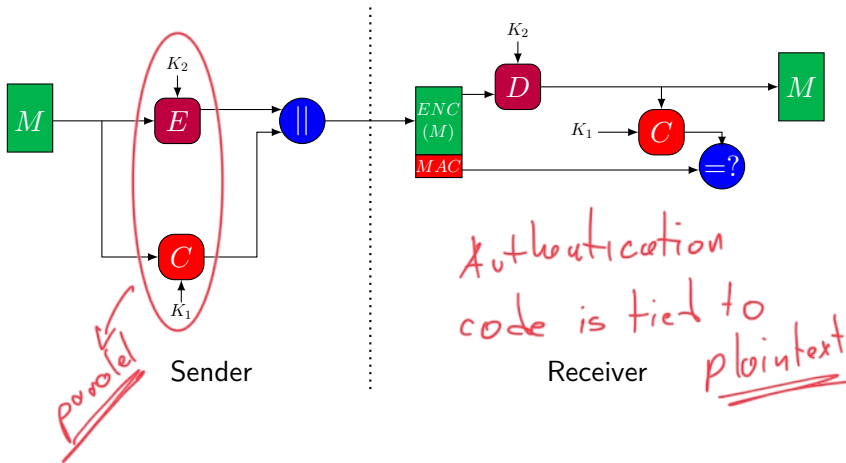 K₂
M
E
||
C
K₁
Sender
parallel
K₂
D
M
ENC
(M)
MAC
K₁
C
=?
Authentication
code is tied to
plaintext
Receiver